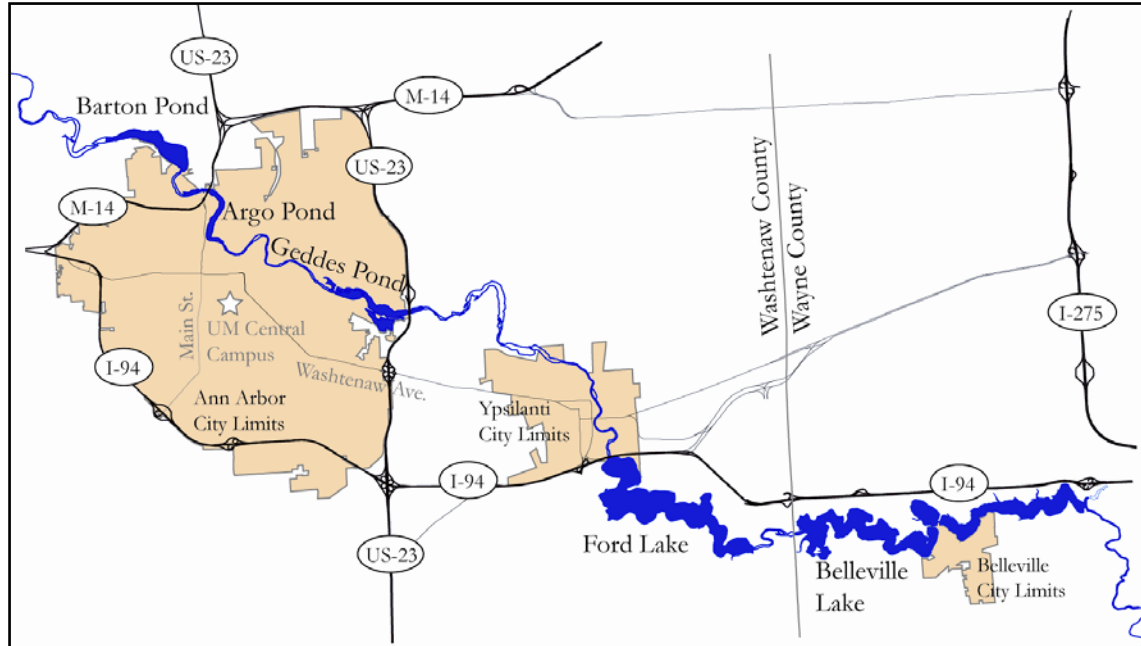 US-23
Barton Pond
M-14
US-23
M-14
Argo Pond
Geddes Pond
Washtenaw County
Wayne County
Main St.
UM Central
Campus
I-275
I-94
Washtenaw Ave.
Ann Arbor
City Limits
Ypsilanti
City Limits
I-94
I-94
US-23
Ford Lake
Belleville
Lake
Belleville
City Limits